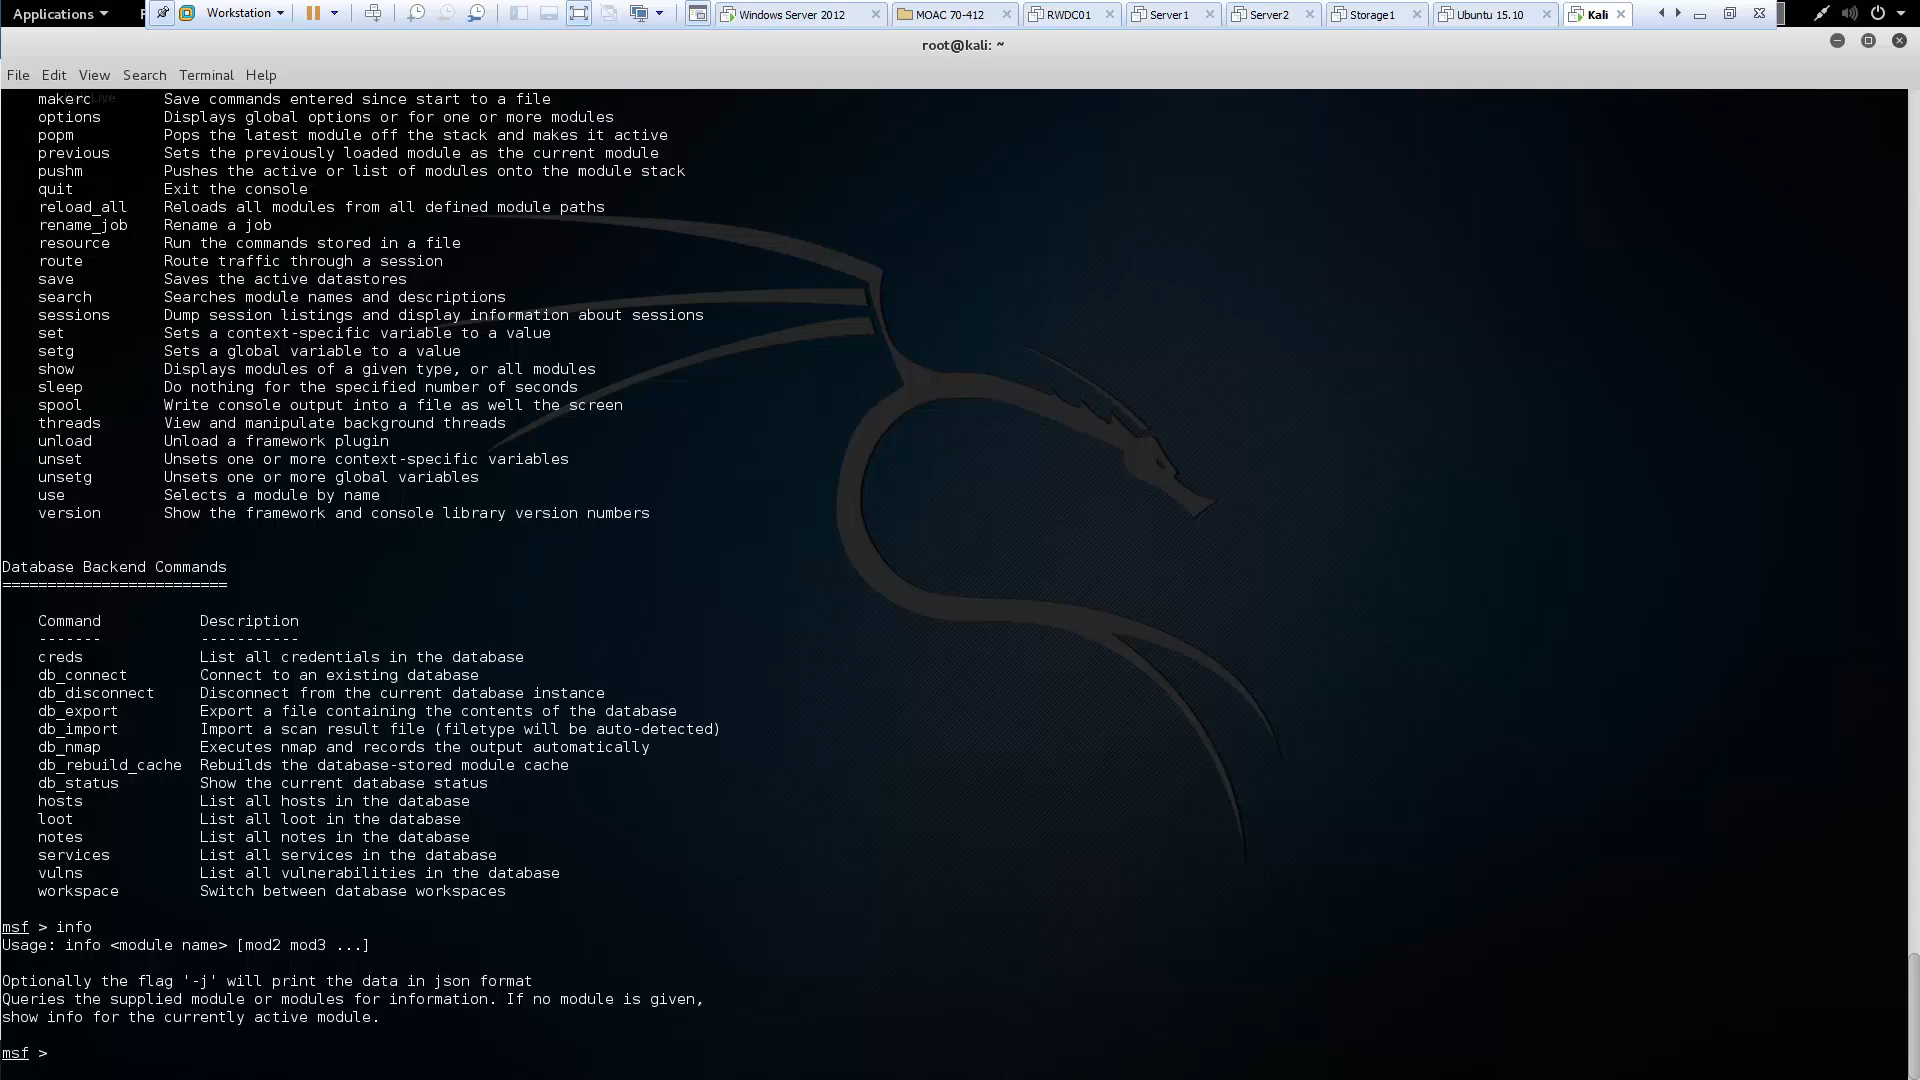 Applications
Workstation
Windows Server 2012
MOAC 70-412
RWDC01
Server1
Server2
Storage1
Ubuntu 15.10
Kali
root@kali: ~
File Edit View Search Terminal Help
makerc Save commands entered since start to a file
options Displays global options or for one or more modules
popm Pops the latest module off the stack and makes it active
previous Sets the previously loaded module as the current module
pushm Pushes the active or list of modules onto the module stack
quit Exit the console
reload_all Reloads all modules from all defined module paths
rename_job Rename a job
resource Run the commands stored in a file
route Route traffic through a session
save Saves the active datastores
search Searches module names and descriptions
sessions Dump session listings and display information about sessions
set Sets a context-specific variable to a value
setg Sets a global variable to a value
show Displays modules of a given type, or all modules
sleep Do nothing for the specified number of seconds
spool Write console output into a file as well the screen
threads View and manipulate background threads
unload Unload a framework plugin
unset Unsets one or more context-specific variables
unsetg Unsets one or more global variables
use Selects a module by name
version Show the framework and console library version numbers
Database Backend Commands
=========================
Command Description
------- -----------
creds List all credentials in the database
db_connect Connect to an existing database
db_disconnect Disconnect from the current database instance
db_export Export a file containing the contents of the database
db_import Import a scan result file (filetype will be auto-detected)
db_nmap Executes nmap and records the output automatically
db_rebuild_cache Rebuilds the database-stored module cache
db_status Show the current database status
hosts List all hosts in the database
loot List all loot in the database
notes List all notes in the database
services List all services in the database
vulns List all vulnerabilities in the database
workspace Switch between database workspaces
msf > info
Usage: info <module name> [mod2 mod3 ...]
Optionally the flag '-j' will print the data in json format
Queries the supplied module or modules for information. If no module is given,
show info for the currently active module.
msf >